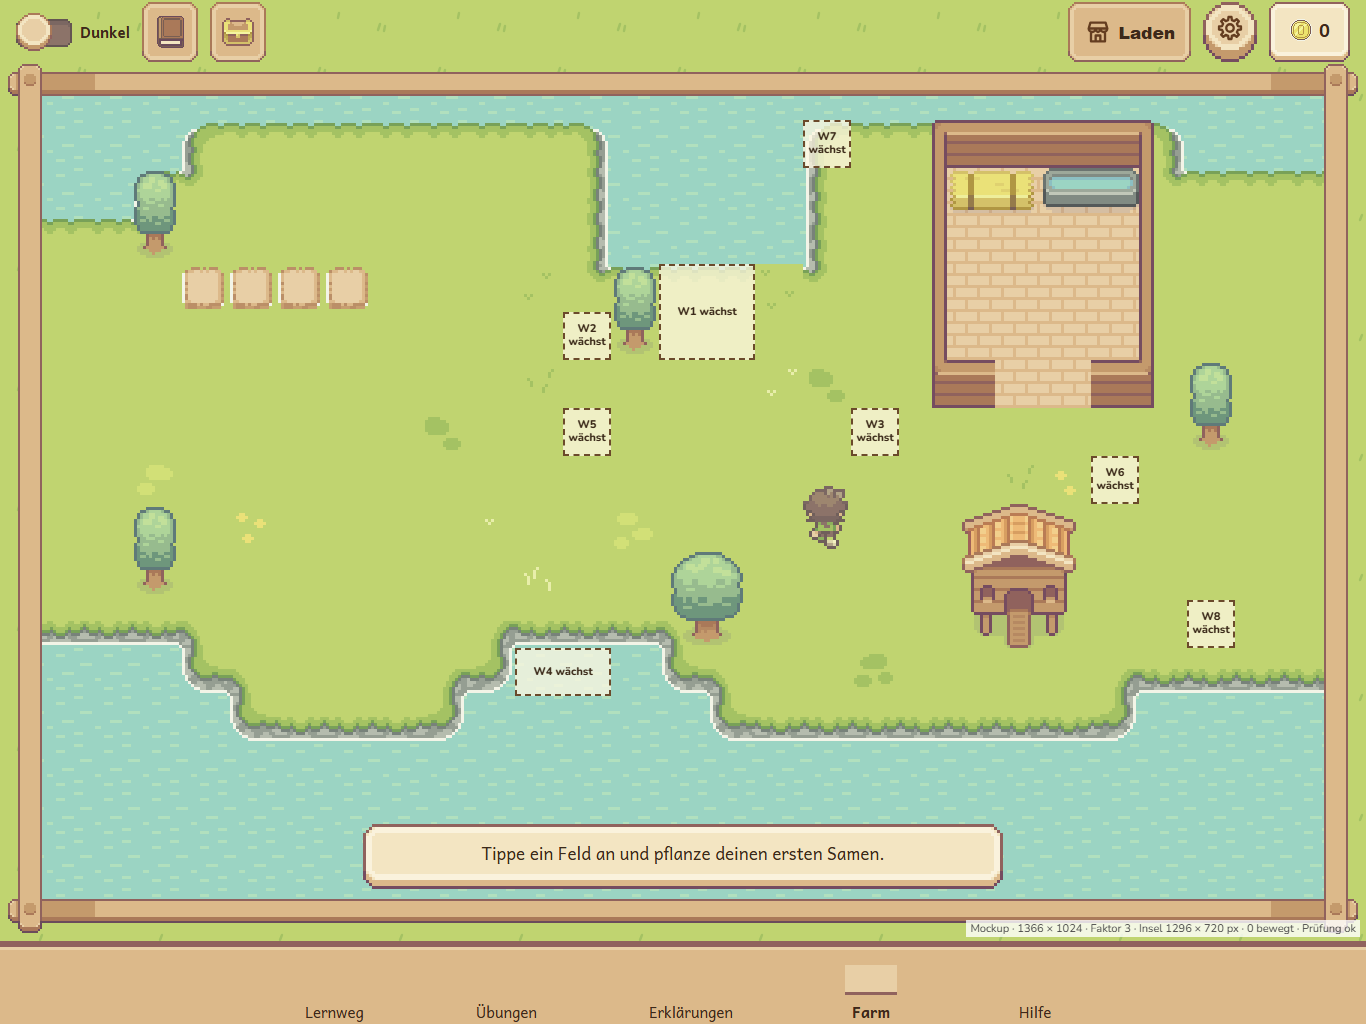 Dunkel
Laden
0
W7
wächst
W1 wächst
W2
wächst
W5
wächst
W3
wächst
W6
wächst
W8
wächst
W4 wächst
Tippe ein Feld an und pflanze deinen ersten Samen.
Mockup · 1366 × 1024 · Faktor 3 · Insel 1296 × 720 px · 0 bewegt · Prüfung ok
Lernweg
Übungen
Erklärungen
Farm
Hilfe